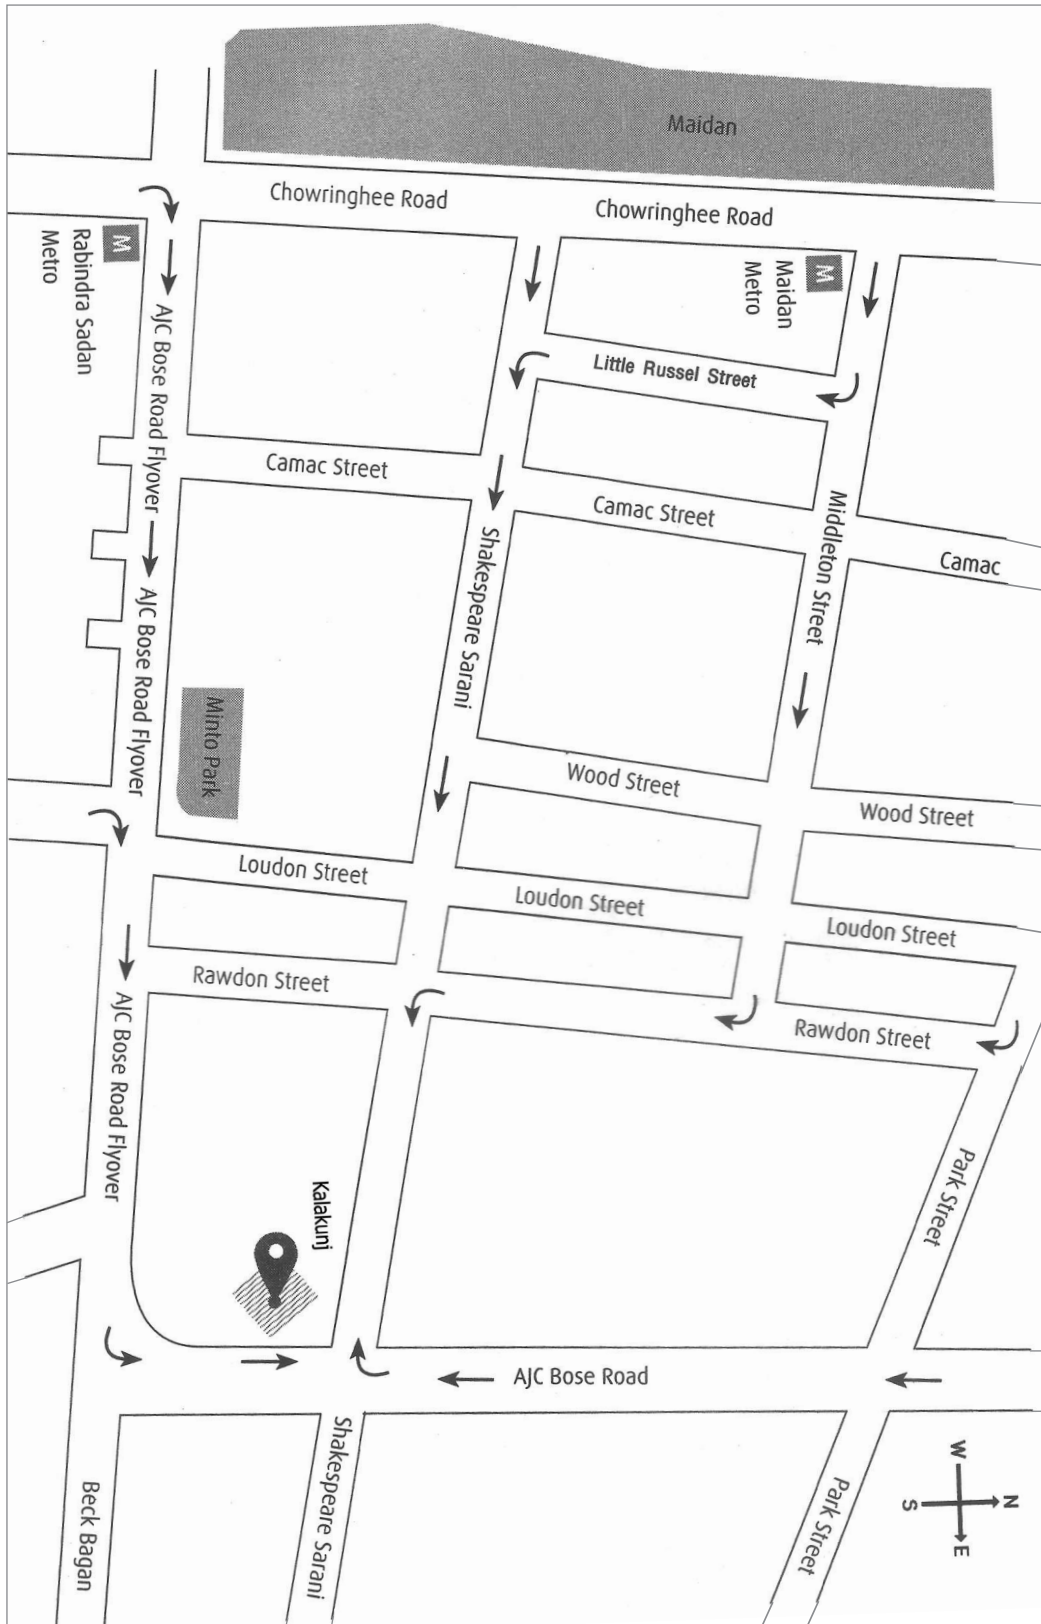 Maidan
Chowringhee Road
Chowringhee Road
M
Rabindra Sadan
Metro
M
Maidan
Metro
AJC Bose Road Flyover
Little Russel Street
Camac Street
Camac Street
Camac
Middleton Street
Shakespeare Sarani
AJC Bose Road Flyover
Minto Park
Wood Street
Wood Street
Loudon Street
Loudon Street
Loudon Street
Rawdon Street
Rawdon Street
AJC Bose Road Flyover
Kalakunj
Park Street
AJC Bose Road
Shakespeare Sarani
Park Street
Beck Bagan
W
N
S
E